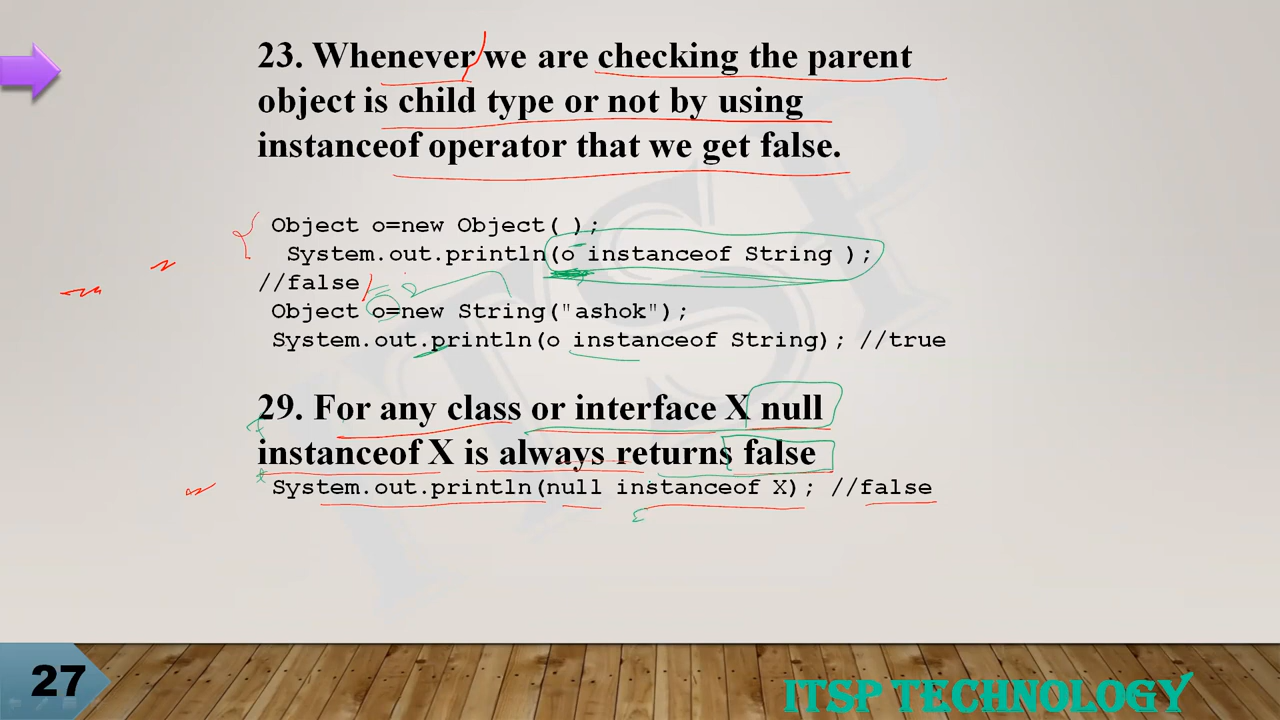 23. Whenever we are checking the parent
object is child type or not by using
instanceof operator that we get false.
Object o=new Object( );
System.out.println(o instanceof String );
//false
Object o=new String("ashok");
System.out.println(o instanceof String); //true
29. For any class or interface X null
instanceof X is always returns false
System.out.println(null instanceof X); //false
27
ITSP TECHNOLOGY
ITSP